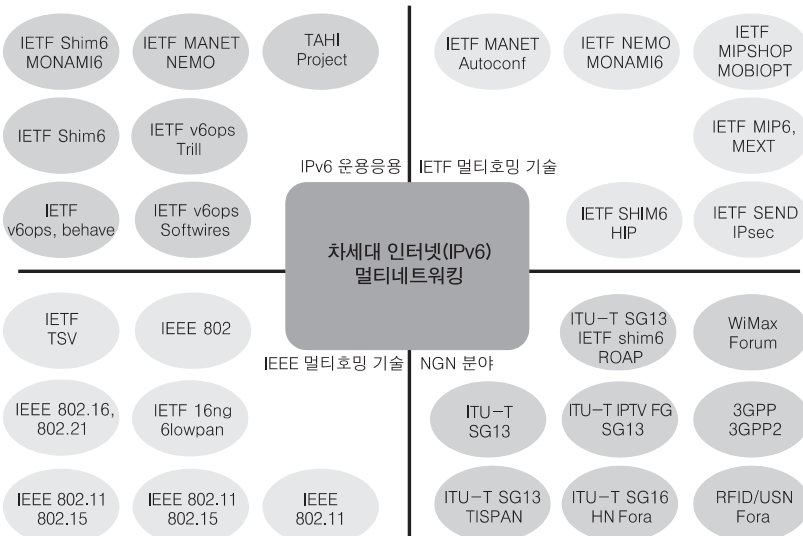 IETF Shim6
MONAMI6
IETF MANET
NEMO
TAHI
Project
IETF Shim6
IETF v6ops
Trill
IETF
v6ops, behave
IETF v6ops
Softwires
IPv6 운용응용
IETF MANET
Autoconf
IETF NEMO
MONAMI6
IETF
MIPSHOP
MOBIOPT
IETF MIP6,
MEXT
IETF 멀티호밍 기술
IETF SHIM6
HIP
IETF SEND
IPsec
차세대 인터넷(IPv6)
멀티네트워킹
IETF
TSV
IEEE 802
IEEE 멀티호밍 기술
IEEE 802.16,
802.21
IETF 16ng
6lowpan
IEEE 802.11
802.15
IEEE 802.11
802.15
IEEE
802.11
NGN 분야
ITU-T SG13
IETF shim6
ROAP
WiMax
Forum
ITU-T
SG13
ITU-T IPTV FG
SG13
3GPP
3GPP2
ITU-T SG13
TISPAN
ITU-T SG16
HN Fora
RFID/USN
Fora